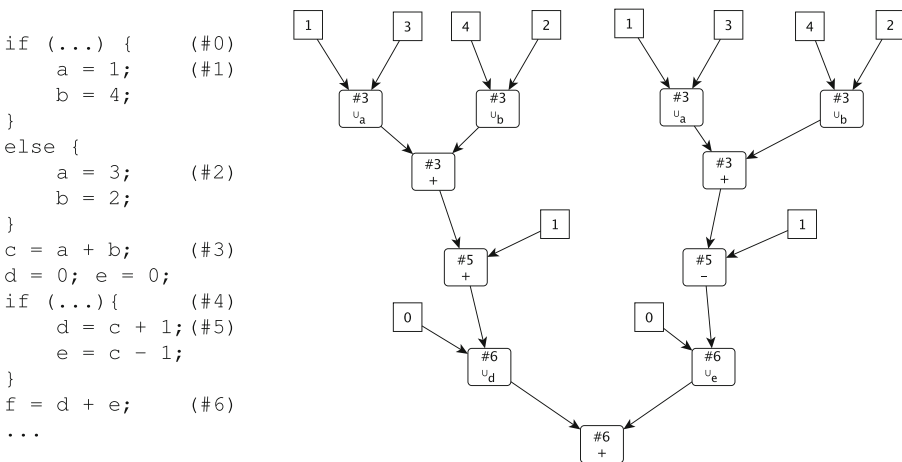 if (...) { (#0)
a = 1; (#1)
b = 4;
}
else {
a = 3; (#2)
b = 2;
}
c = a + b; (#3)
d = 0; e = 0;
if (...){ (#4)
d = c + 1; (#5)
e = c - 1;
}
f = d + e; (#6)
...
1 3 4 2 1 3 4 2
#3 #3 #3 #3
∪a ∪b ∪a ∪b
#3 #3
+ +
1 1
#5 #5
+ -
0 0
#6 #6
∪d ∪e
#6
+